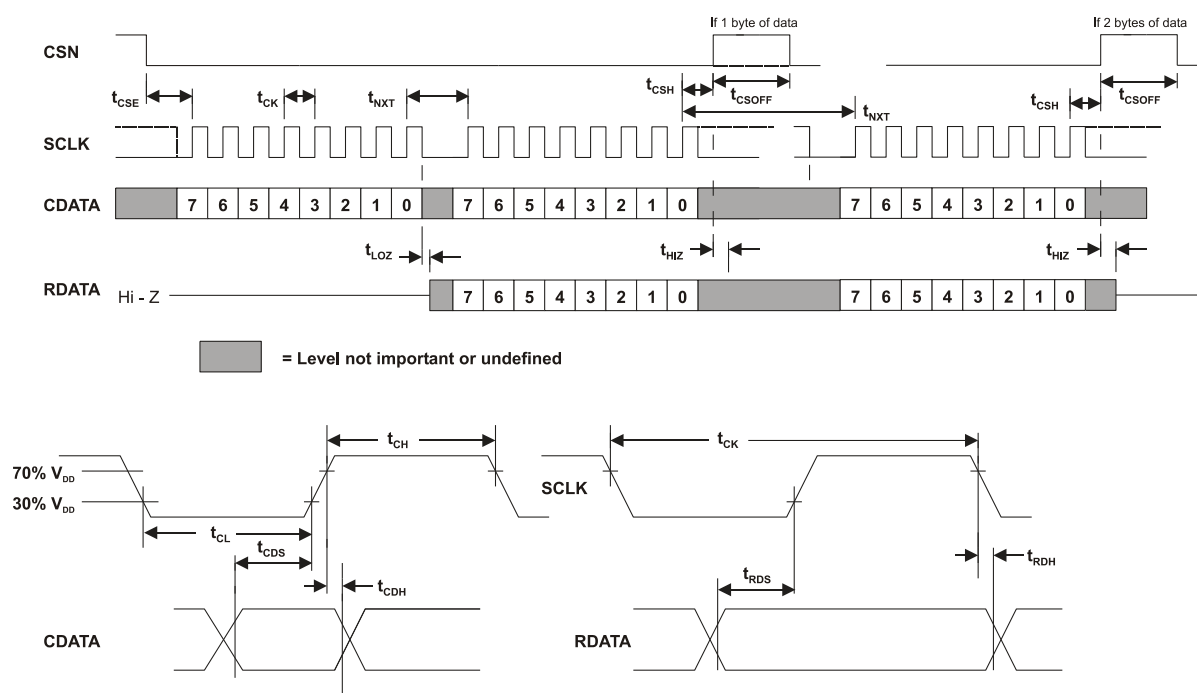 If 1 byte of data
If 2 bytes of data
CSN
tCSE
tCK
tNXT
tCSH
tCSOFF
tNXT
tCSH
tCSOFF
SCLK
CDATA
7 6 5 4 3 2 1 0
7 6 5 4 3 2 1 0
7 6 5 4 3 2 1 0
tLOZ
tHIZ
tHIZ
RDATA
Hi - Z
7 6 5 4 3 2 1 0
7 6 5 4 3 2 1 0
= Level not important or undefined
tCH
tCK
70% VDD
30% VDD
SCLK
tCL
tCDS
tCDH
tRDS
tRDH
CDATA
RDATA